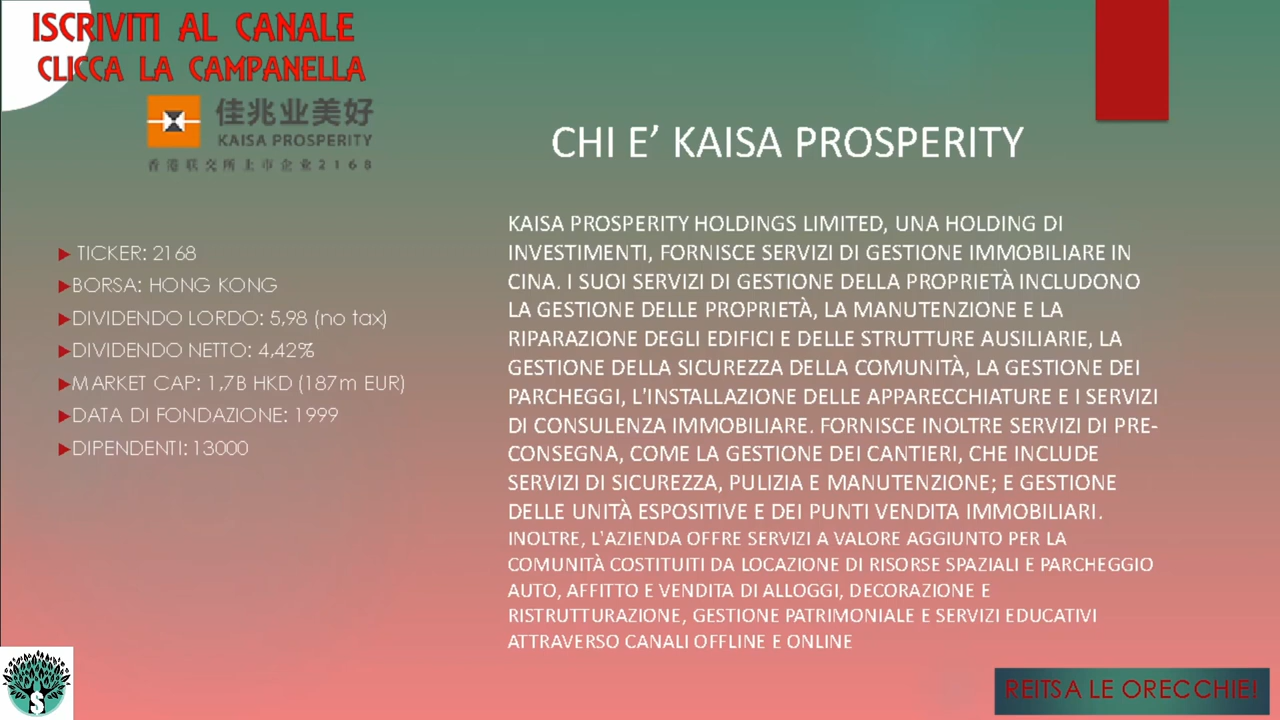 ISCRIVITI AL CANALE
CLICCA LA CAMPANELLA
佳兆业美好
KAISA PROSPERITY
香港联交所上市企业2168
CHI E’ KAISA PROSPERITY
TICKER: 2168
BORSA: HONG KONG
DIVIDENDO LORDO: 5,98 (no tax)
DIVIDENDO NETTO: 4,42%
MARKET CAP: 1,7B HKD (187m EUR)
DATA DI FONDAZIONE: 1999
DIPENDENTI: 13000
KAISA PROSPERITY HOLDINGS LIMITED, UNA HOLDING DI
INVESTIMENTI, FORNISCE SERVIZI DI GESTIONE IMMOBILIARE IN
CINA. I SUOI SERVIZI DI GESTIONE DELLA PROPRIETÀ INCLUDONO
LA GESTIONE DELLE PROPRIETÀ, LA MANUTENZIONE E LA
RIPARAZIONE DEGLI EDIFICI E DELLE STRUTTURE AUSILIARIE, LA
GESTIONE DELLA SICUREZZA DELLA COMUNITÀ, LA GESTIONE DEI
PARCHEGGI, L'INSTALLAZIONE DELLE APPARECCHIATURE E I SERVIZI
DI CONSULENZA IMMOBILIARE. FORNISCE INOLTRE SERVIZI DI PRE-
CONSEGNA, COME LA GESTIONE DEI CANTIERI, CHE INCLUDE
SERVIZI DI SICUREZZA, PULIZIA E MANUTENZIONE; E GESTIONE
DELLE UNITÀ ESPOSITIVE E DEI PUNTI VENDITA IMMOBILIARI.
INOLTRE, L'AZIENDA OFFRE SERVIZI A VALORE AGGIUNTO PER LA
COMUNITÀ COSTITUITI DA LOCAZIONE DI RISORSE SPAZIALI E PARCHEGGIO
AUTO, AFFITTO E VENDITA DI ALLOGGI, DECORAZIONE E
RISTRUTTURAZIONE, GESTIONE PATRIMONIALE E SERVIZI EDUCATIVI
ATTRAVERSO CANALI OFFLINE E ONLINE
$
REITSA LE ORECCHIE!